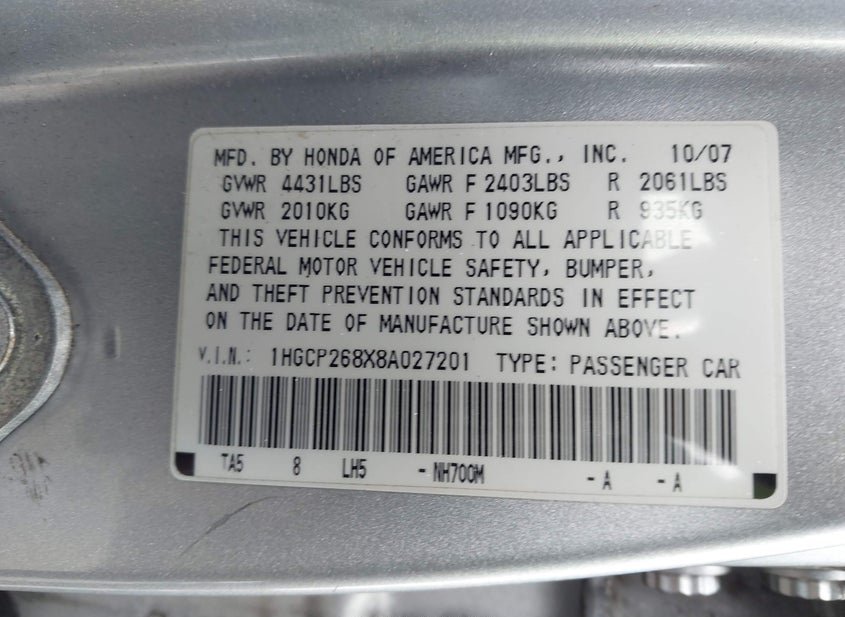 MFD. BY HONDA OF AMERICA MFG., INC. 10/07
GVWR 4431LBS GAWR F 2403LBS R 2061LBS
GVWR 2010KG GAWR F 1090KG R 935KG
THIS VEHICLE CONFORMS TO ALL APPLICABLE
FEDERAL MOTOR VEHICLE SAFETY, BUMPER,
AND THEFT PREVENTION STANDARDS IN EFFECT
ON THE DATE OF MANUFACTURE SHOWN ABOVE.
V.I.N.: 1HGCP268X8A027201 TYPE: PASSENGER CAR
TA5 8 LH5 - NH700M - A - A